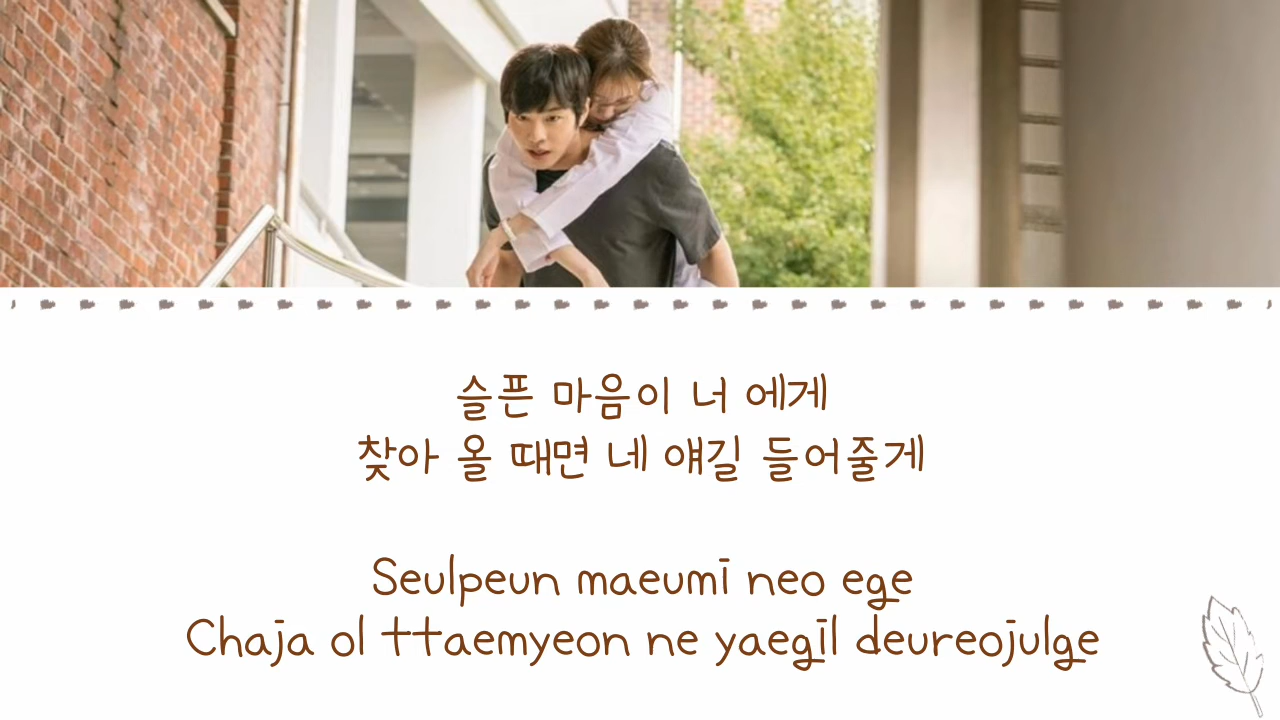 슬픈 마음이 너 에게
찾아 올 때면 네 얘길 들어줄게
Seulpeun maeumi neo ege
Chaja ol ttaemyeon ne yaegil deureojulge